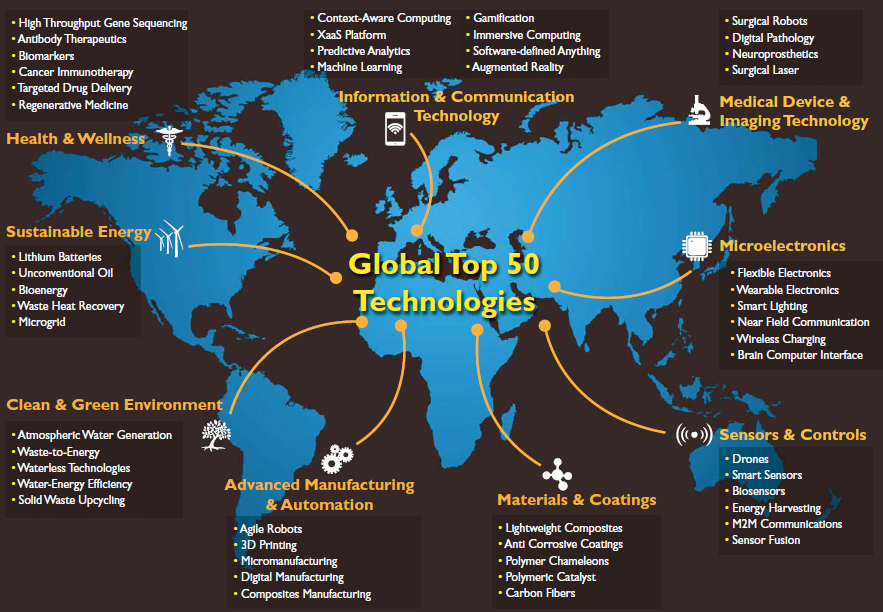 • High Throughput Gene Sequencing
• Antibody Therapeutics
• Biomarkers
• Cancer Immunotherapy
• Targeted Drug Delivery
• Regenerative Medicine
Health & Wellness
• Context-Aware Computing
• XaaS Platform
• Predictive Analytics
• Machine Learning
• Gamification
• Immersive Computing
• Software-defined Anything
• Augmented Reality
Information & Communication
Technology
• Surgical Robots
• Digital Pathology
• Neuroprosthetics
• Surgical Laser
Medical Device &
Imaging Technology
Sustainable Energy
• Lithium Batteries
• Unconventional Oil
• Bioenergy
• Waste Heat Recovery
• Microgrid
Global Top 50
Technologies
Microelectronics
• Flexible Electronics
• Wearable Electronics
• Smart Lighting
• Near Field Communication
• Wireless Charging
• Brain Computer Interface
Clean & Green Environment
• Atmospheric Water Generation
• Waste-to-Energy
• Waterless Technologies
• Water-Energy Efficiency
• Solid Waste Upcycling
Advanced Manufacturing
& Automation
• Agile Robots
• 3D Printing
• Micromanufacturing
• Digital Manufacturing
• Composites Manufacturing
Materials & Coatings
• Lightweight Composites
• Anti Corrosive Coatings
• Polymer Chameleons
• Polymeric Catalyst
• Carbon Fibers
Sensors & Controls
• Drones
• Smart Sensors
• Biosensors
• Energy Harvesting
• M2M Communications
• Sensor Fusion